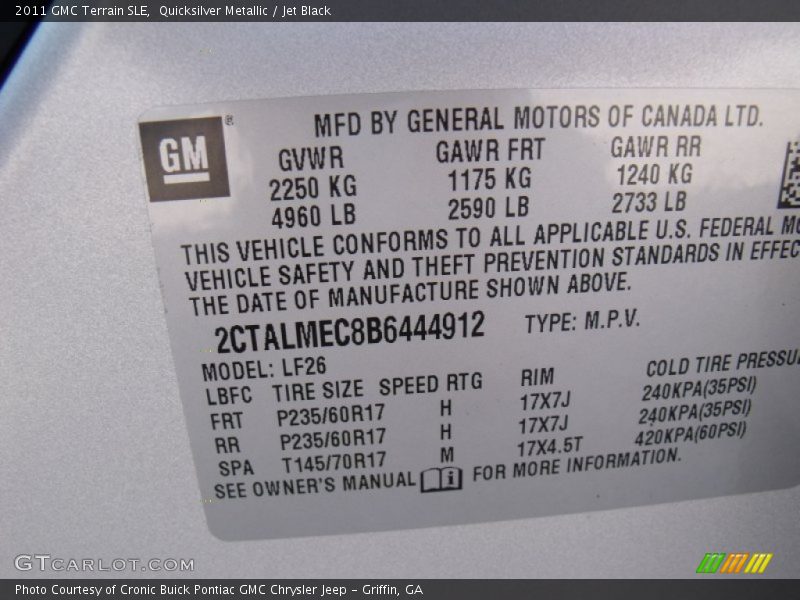 2011 GMC Terrain SLE,  Quicksilver Metallic / Jet Black
GM ®
MFD BY GENERAL MOTORS OF CANADA LTD.
GVWR GAWR FRT GAWR RR
2250 KG 1175 KG 1240 KG
4960 LB 2590 LB 2733 LB
THIS VEHICLE CONFORMS TO ALL APPLICABLE U.S. FEDERAL MO
VEHICLE SAFETY AND THEFT PREVENTION STANDARDS IN EFFEC
THE DATE OF MANUFACTURE SHOWN ABOVE.
2CTALMEC8B6444912 TYPE: M.P.V.
MODEL: LF26
LBFC TIRE SIZE SPEED RTG RIM COLD TIRE PRESSU
FRT P235/60R17 H 17X7J 240KPA(35PSI)
RR P235/60R17 H 17X7J 240KPA(35PSI)
SPA T145/70R17 M 17X4.5T 420KPA(60PSI)
SEE OWNER'S MANUAL i FOR MORE INFORMATION.
GTCARLOT.COM
Photo Courtesy of Cronic Buick Pontiac GMC Chrysler Jeep - Griffin, GA